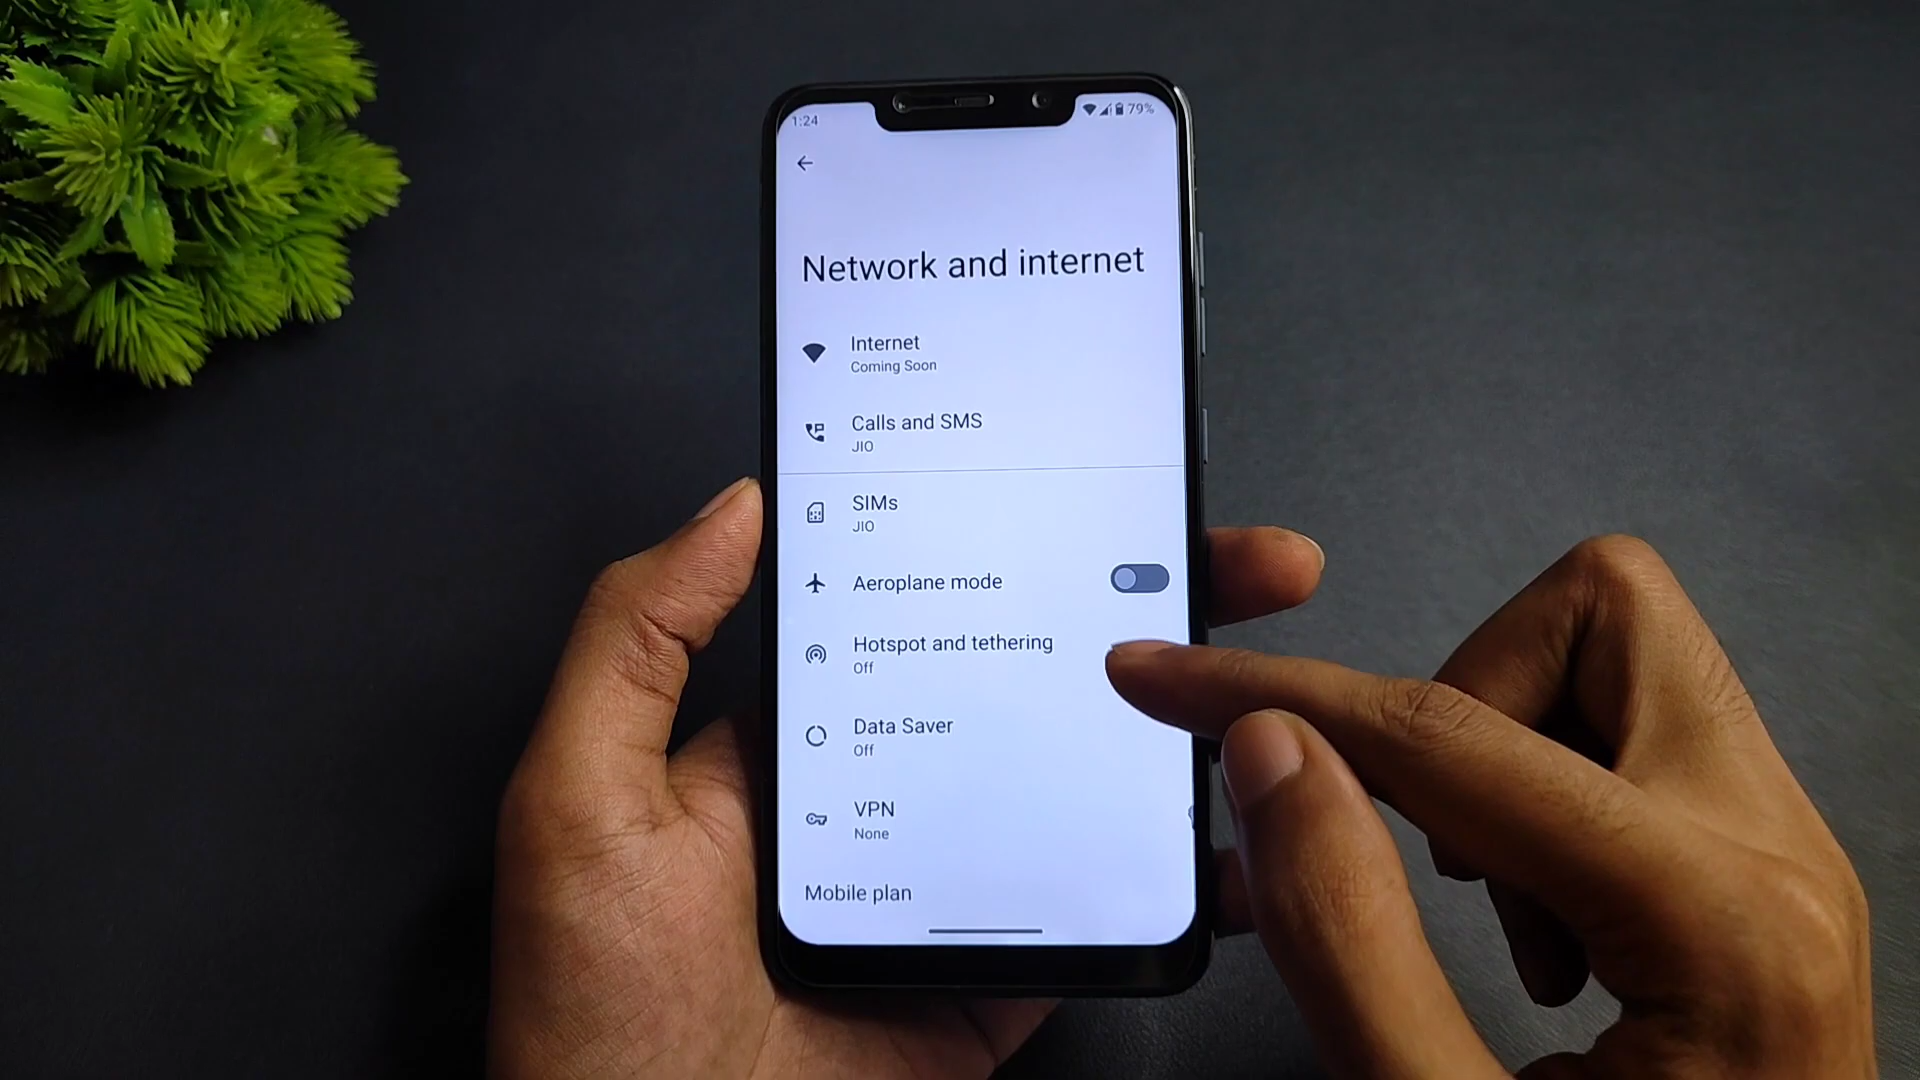 1:24
79%
Network and internet
Internet
Coming Soon
Calls and SMS
JIO
SIMs
JIO
Aeroplane mode
Hotspot and tethering
Off
Data Saver
Off
VPN
None
Mobile plan